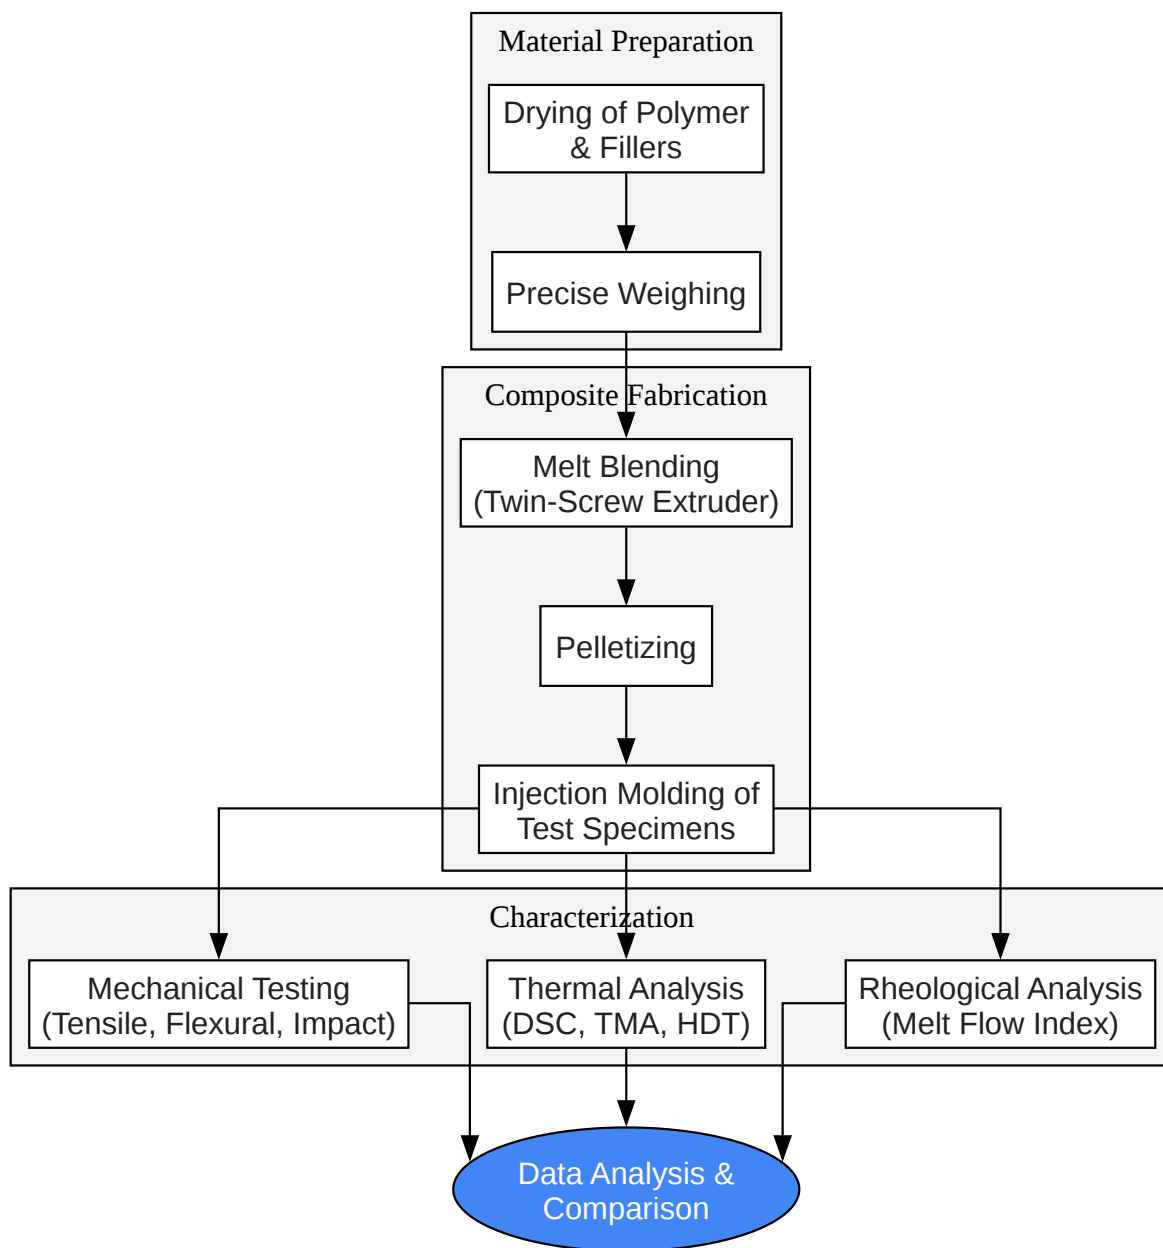 Material Preparation
Drying of Polymer
& Fillers
Precise Weighing
Composite Fabrication
Melt Blending
(Twin-Screw Extruder)
Pelletizing
Injection Molding of
Test Specimens
Characterization
Mechanical Testing
(Tensile, Flexural, Impact)
Thermal Analysis
(DSC, TMA, HDT)
Rheological Analysis
(Melt Flow Index)
Data Analysis &
Comparison